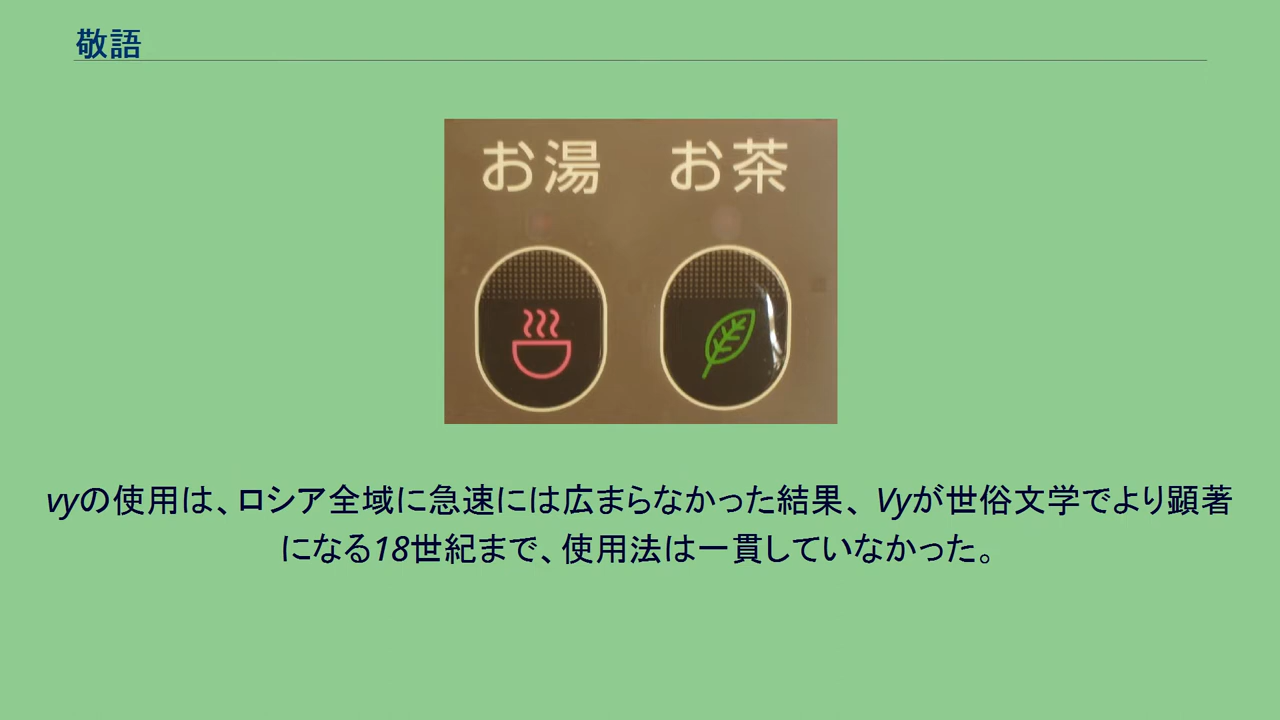 敬語
お湯 お茶
vyの使用は、ロシア全域に急速には広まらなかった結果、Vyが世俗文学でより顕著
になる18世紀まで、使用法は一貫していなかった。